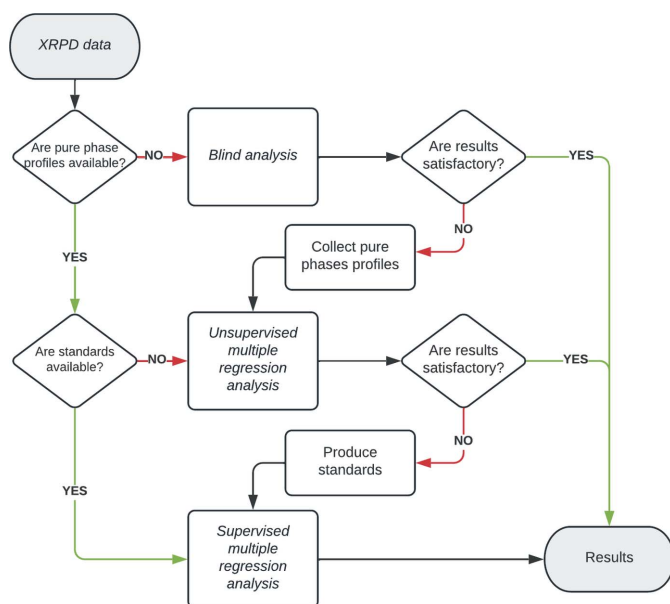 XRPD data
Are pure phase
profiles available?
NO
Blind analysis
Are results
satisfactory?
YES
NO
YES
Collect pure
phases profiles
Are standards
available?
NO
Unsupervised
multiple
regression
analysis
Are results
satisfactory?
YES
NO
Produce
standards
YES
Supervised
multiple
regression
analysis
Results